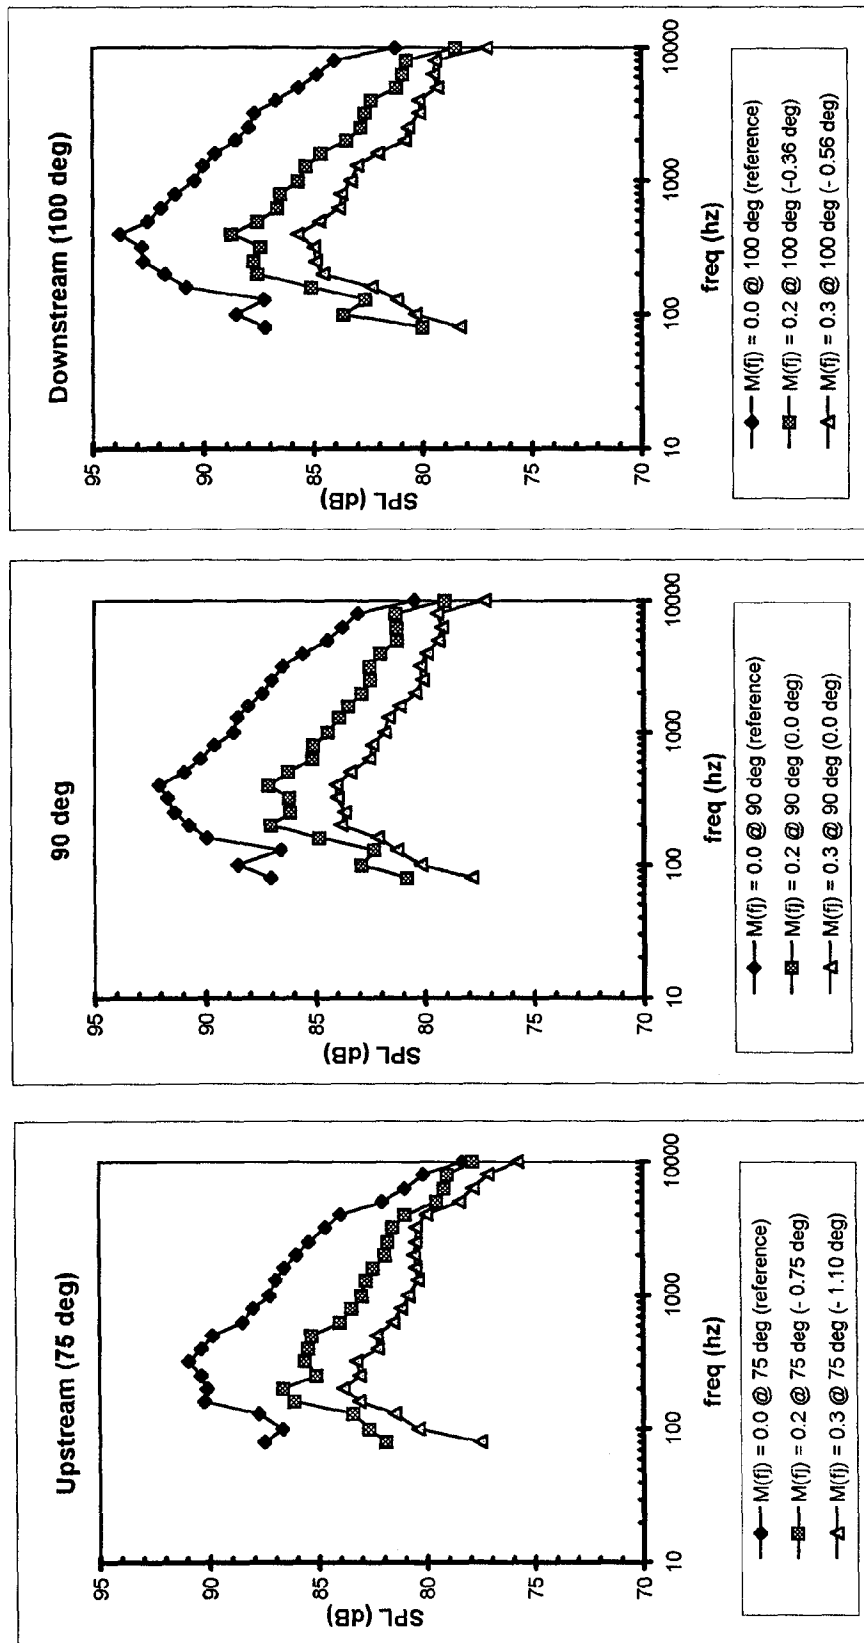 Upstream (75 deg)
95
90
85
80
75
70
SPL (dB)
10
100
1000
10000
freq (hz)
M(fj) = 0.0 @ 75 deg (reference)
M(fj) = 0.2 @ 75 deg (- 0.75 deg)
M(fj) = 0.3 @ 75 deg (- 1.10 deg)
90 deg
95
90
85
80
75
70
SPL (dB)
10
100
1000
10000
freq (hz)
M(fj) = 0.0 @ 90 deg (reference)
M(fj) = 0.2 @ 90 deg (0.0 deg)
M(fj) = 0.3 @ 90 deg (0.0 deg)
Downstream (100 deg)
95
90
85
80
75
70
SPL (dB)
10
100
1000
10000
freq (hz)
M(fj) = 0.0 @ 100 deg (reference)
M(fj) = 0.2 @ 100 deg (-0.36 deg)
M(fj) = 0.3 @ 100 deg (- 0.56 deg)